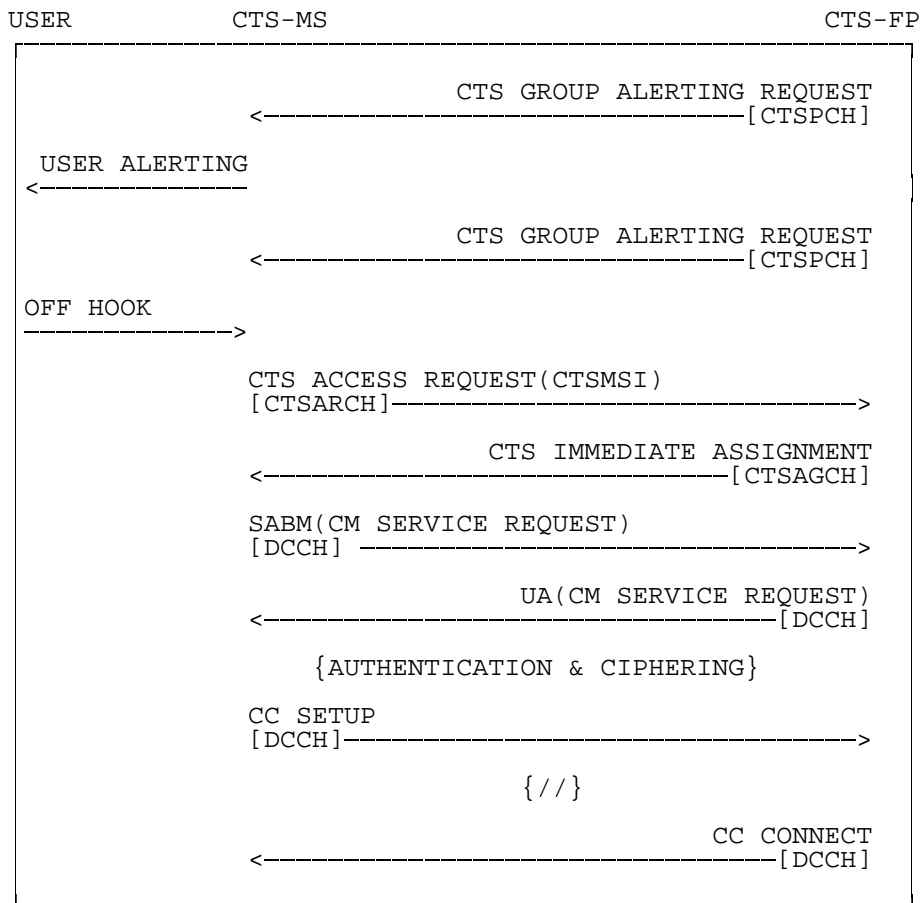 USER CTS-MS CTS-FP
CTS GROUP ALERTING REQUEST
[CTSPCH]
USER ALERTING
CTS GROUP ALERTING REQUEST
[CTSPCH]
OFF HOOK
CTS ACCESS REQUEST(CTSMSI)
[CTSARCH]
CTS IMMEDIATE ASSIGNMENT
[CTSAGCH]
SABM(CM SERVICE REQUEST)
[DCCH]
UA(CM SERVICE REQUEST)
[DCCH]
{AUTHENTICATION & CIPHERING}
CC SETUP
[DCCH]
{//}
CC CONNECT
[DCCH]